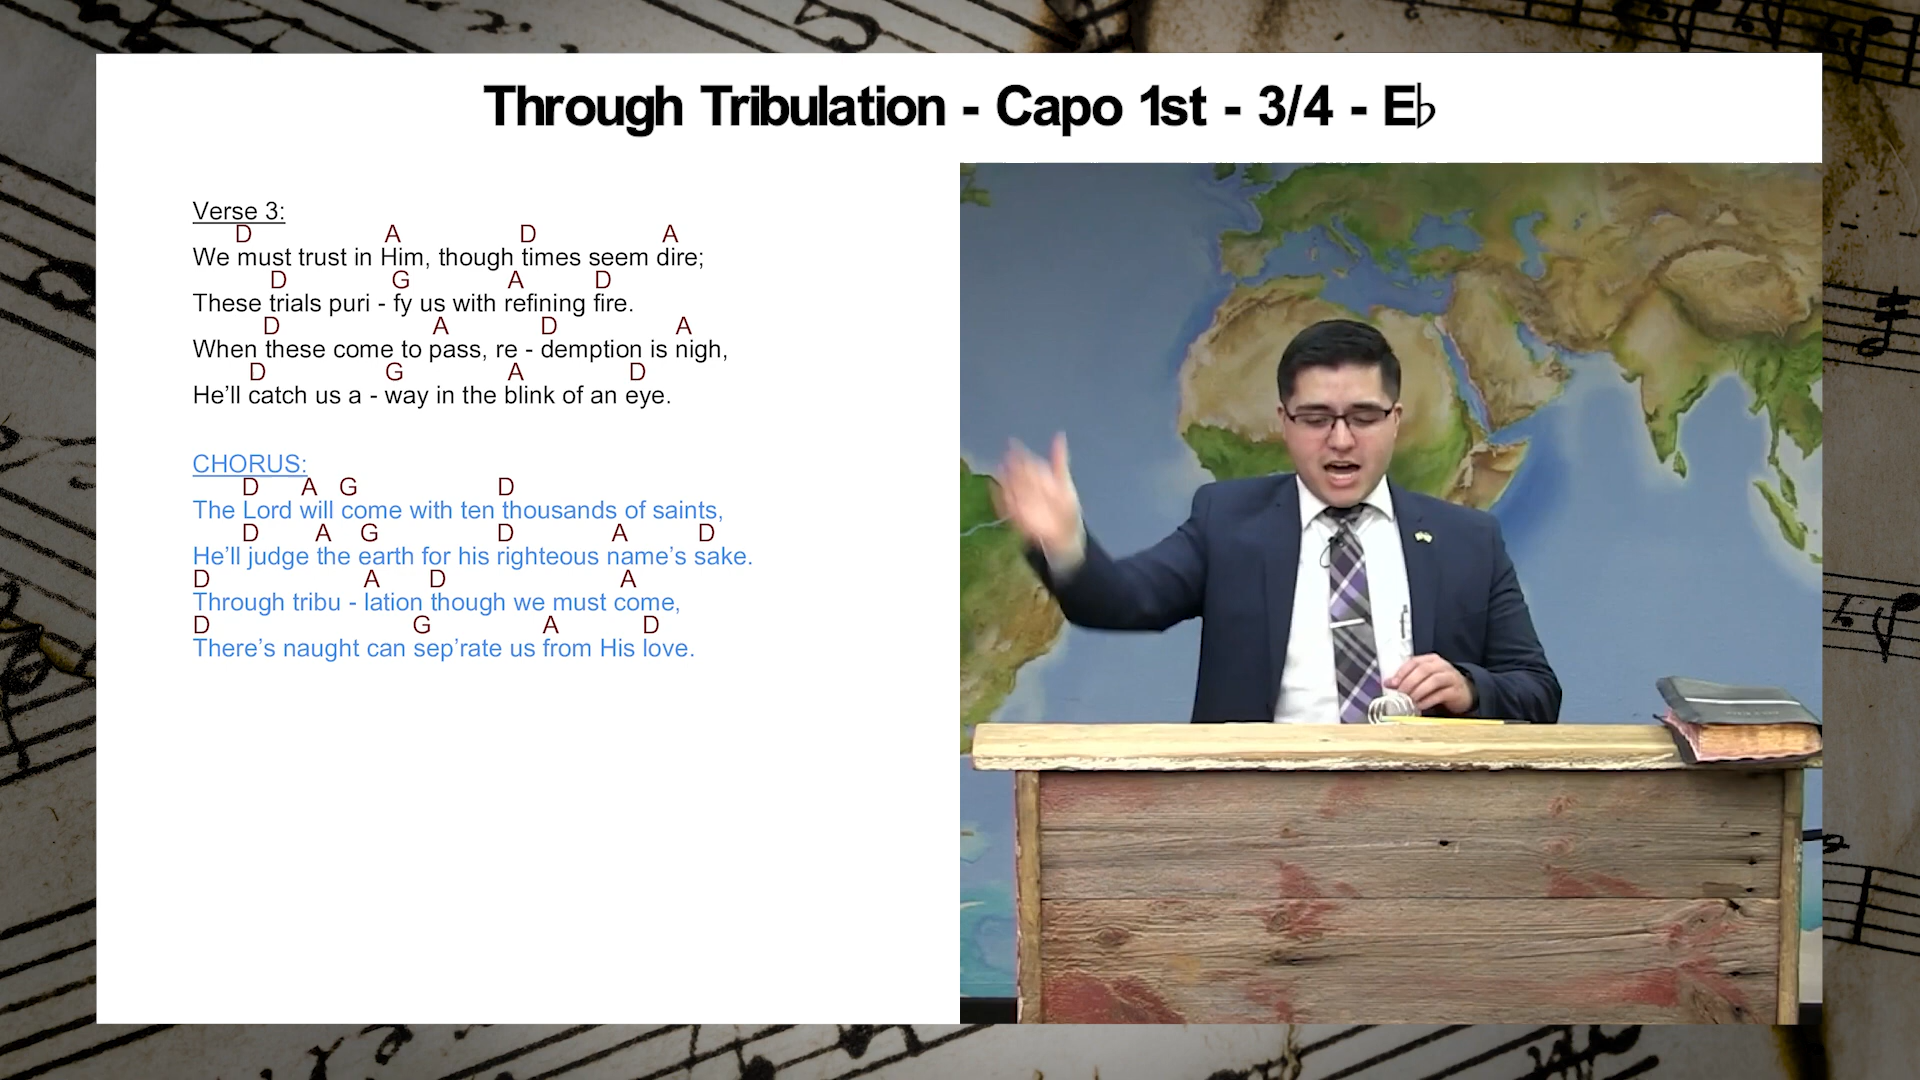 Through Tribulation - Capo 1st - 3/4 - E♭
Verse 3:
D A D A
We must trust in Him, though times seem dire;
D G A D
These trials puri - fy us with refining fire.
D A D A
When these come to pass, re - demption is nigh,
D G A D
He’ll catch us a - way in the blink of an eye.
CHORUS:
D A G D
The Lord will come with ten thousands of saints,
D A G D A D
He’ll judge the earth for his righteous name’s sake.
D A D A
Through tribu - lation though we must come,
D G A D
There’s naught can sep’rate us from His love.